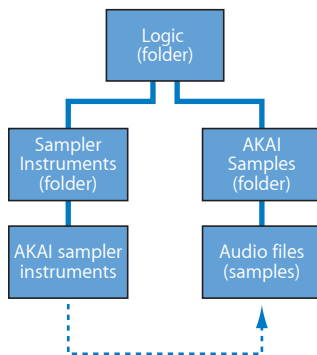 Logic
(folder)
Sampler
Instruments
(folder)
AKAI
Samples
(folder)
AKAI sampler
instruments
Audio files
(samples)